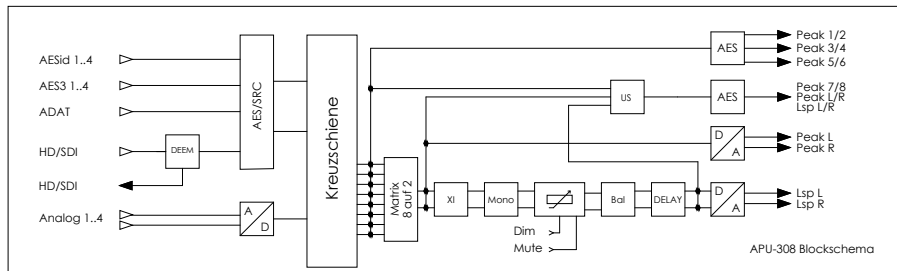 AESid 1..4
AES3 1..4
ADAT
HD/SDI
DEEM
HD/SDI
Analog 1..4
AES/SRC
A
D
Kreuzschiene
Matrix
8 auf 2
XI
Mono
Dim
Mute
Bal
DELAY
US
AES
Peak 1/2
Peak 3/4
Peak 5/6
AES
Peak 7/8
Peak L/R
Lsp L/R
D
A
Peak L
Peak R
D
A
Lsp L
Lsp R
APU-308 Blockschema